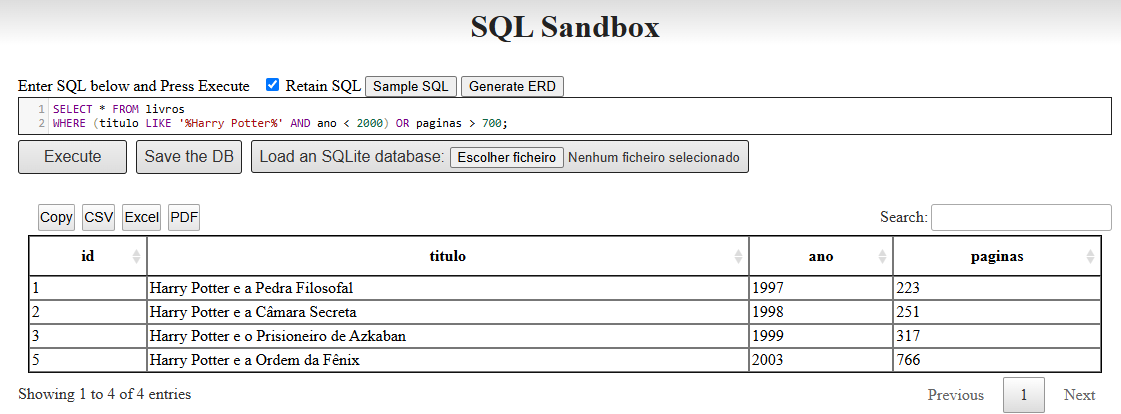 SQL Sandbox
Enter SQL below and Press Execute Retain SQL Sample SQL Generate ERD
1 SELECT * FROM livros
2 WHERE (titulo LIKE '%Harry Potter%' AND ano < 2000) OR paginas > 700;
Execute Save the DB Load an SQLite database: Escolher ficheiro Nenhum ficheiro selecionado
Copy CSV Excel PDF Search:
id titulo ano paginas
1 Harry Potter e a Pedra Filosofal 1997 223
2 Harry Potter e a Câmara Secreta 1998 251
3 Harry Potter e o Prisioneiro de Azkaban 1999 317
5 Harry Potter e a Ordem da Fênix 2003 766
Showing 1 to 4 of 4 entries Previous 1 Next